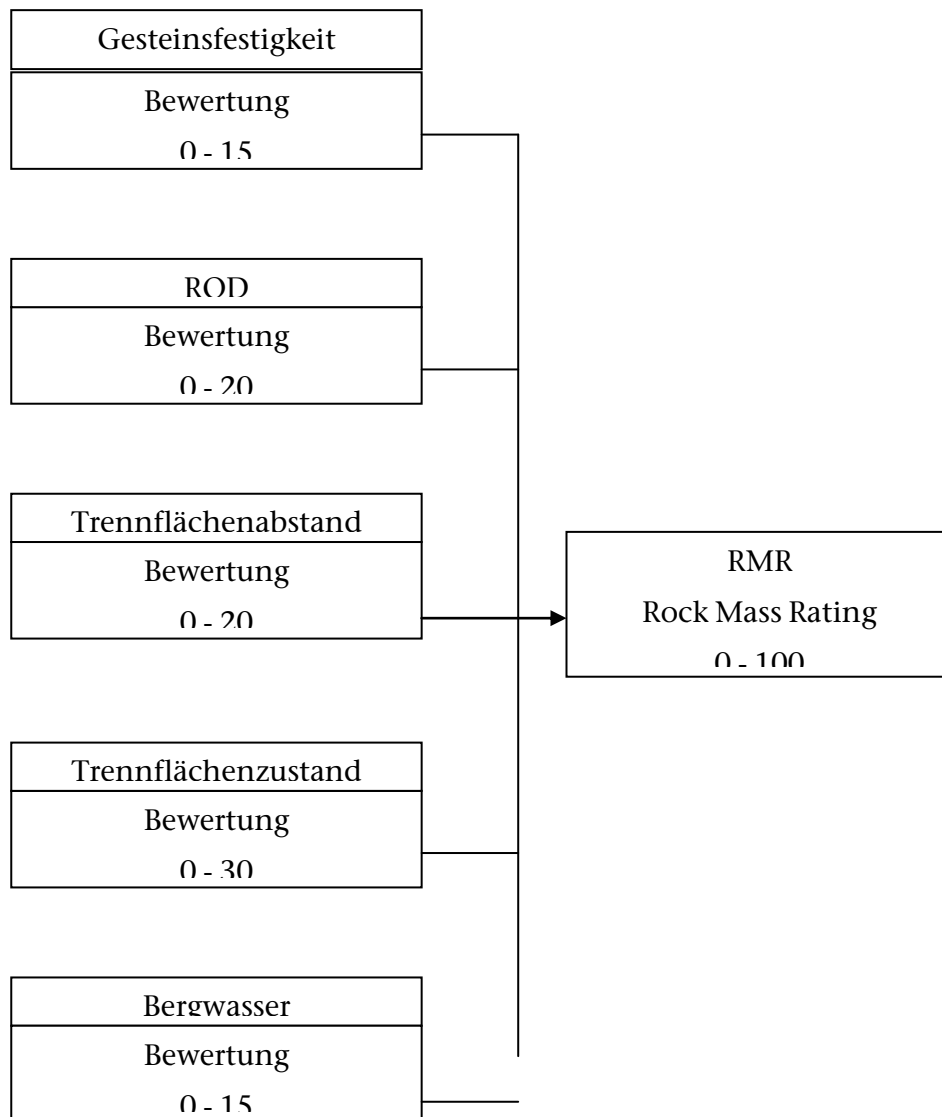 Gesteinsfestigkeit
Bewertung
0 - 15
RQD
Bewertung
0 - 20
Trennflächenabstand
Bewertung
0 - 20
Trennflächenzustand
Bewertung
0 - 30
Bergwasser
Bewertung
0 - 15
RMR
Rock Mass Rating
0 - 100